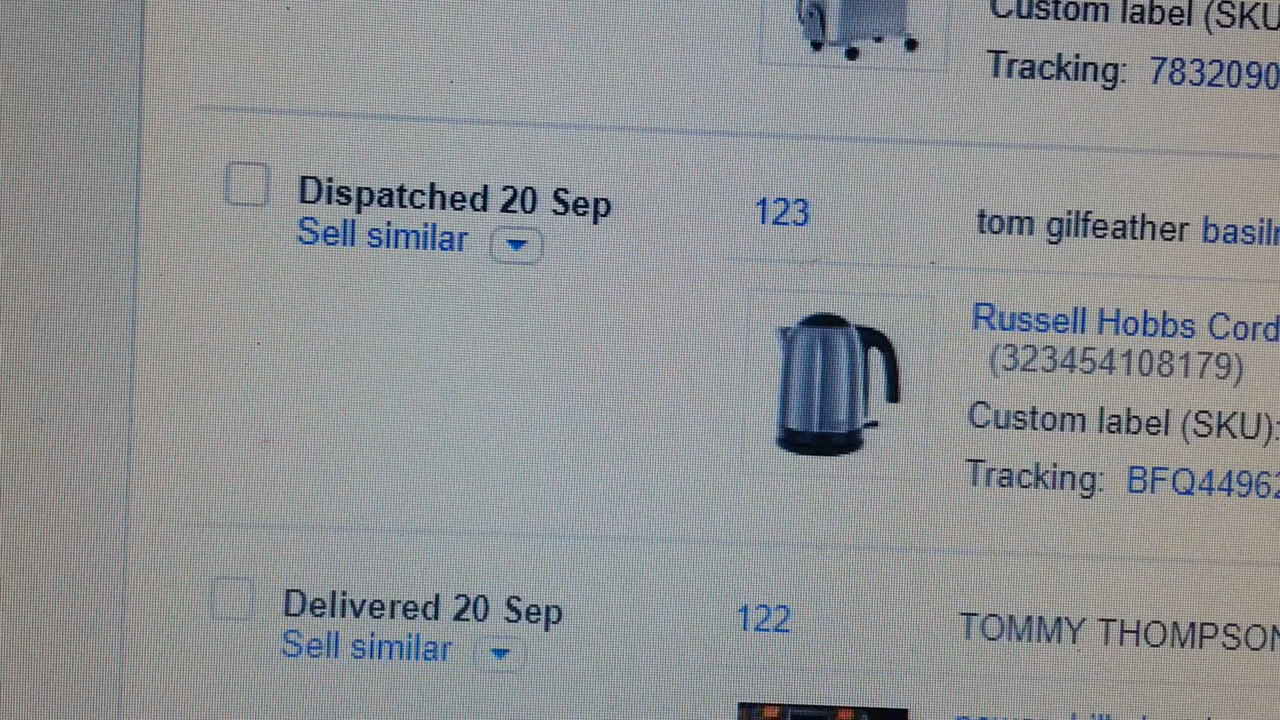 Custom label (SKU
Tracking: 7832090
Dispatched 20 Sep
123
tom gilfeather basil
Sell similar
Russell Hobbs Cord
(323454108179)
Custom label (SKU):
Tracking: BFQ4496
Delivered 20 Sep
122
TOMMY THOMPSON
Sell similar